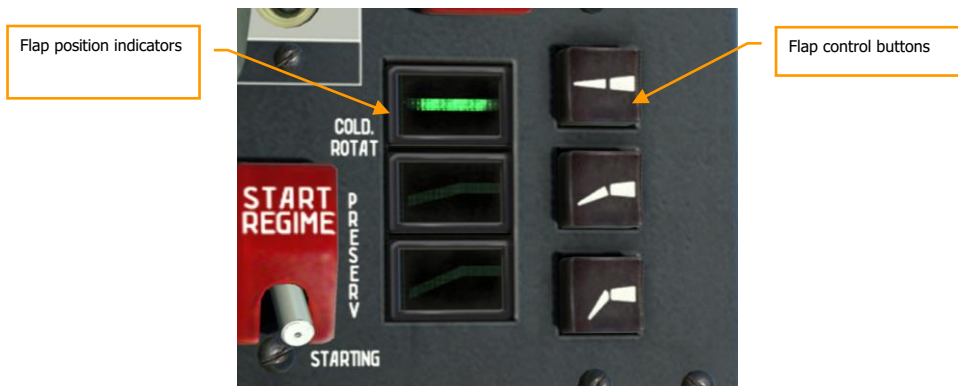 Flap position indicators
Flap control buttons
COLD.
ROTAT
START
REGIME
PRESERV
STARTING